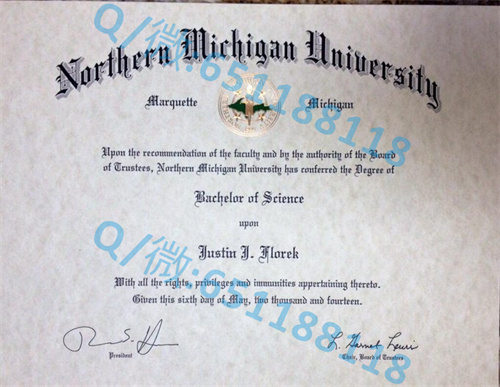 Northern Michigan University
Marquette Michigan
Upon the recommendation of the faculty and by the authority of the Board
of Trustees, Northern Michigan University has conferred the Degree of
Bachelor of Science
upon
Justin J. Florek
With all the rights, privileges and immunities appertaining thereto.
Given this sixth day of May, two thousand and fourteen.
President
Chair, Board of Trustees
Q/微:651188118
Q/微:651188118